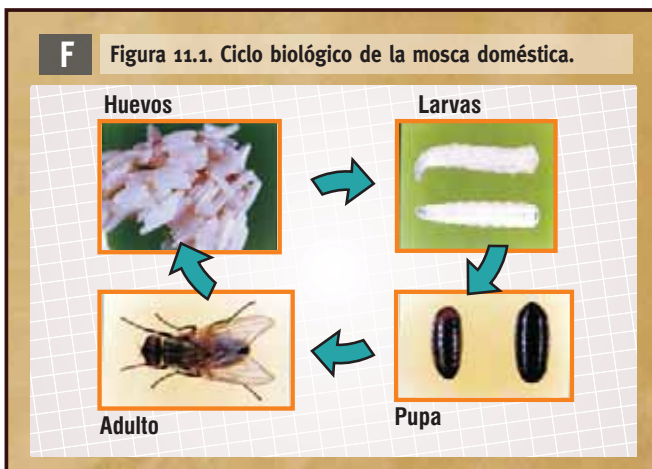 F
Figura 11.1. Ciclo biológico de la mosca doméstica.
Huevos
Larvas
Adulto
Pupa